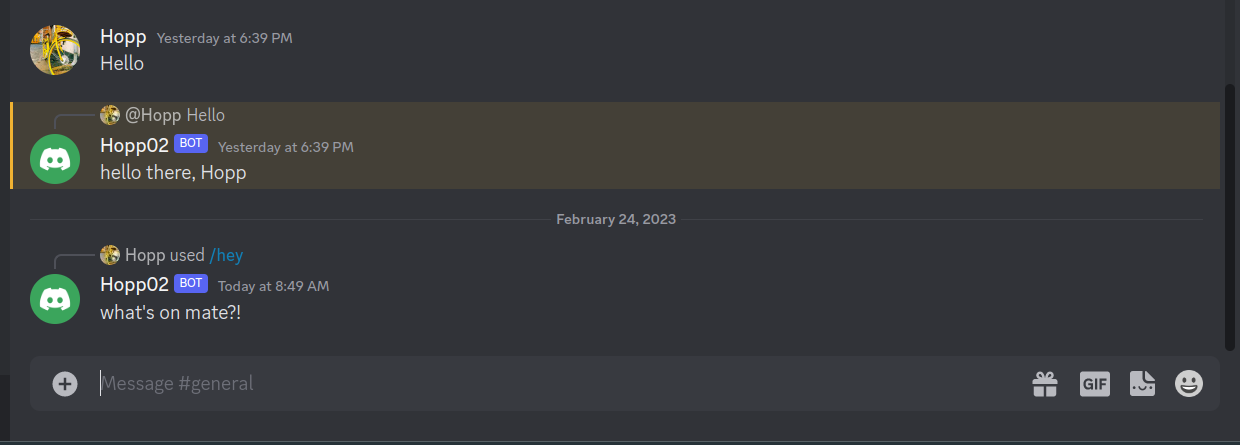 Hopp Yesterday at 6:39 PM
Hello
@Hopp Hello
Hopp02 BOT Yesterday at 6:39 PM
hello there, Hopp
February 24, 2023
Hopp used /hey
Hopp02 BOT Today at 8:49 AM
what's on mate?!
Message #general GIF